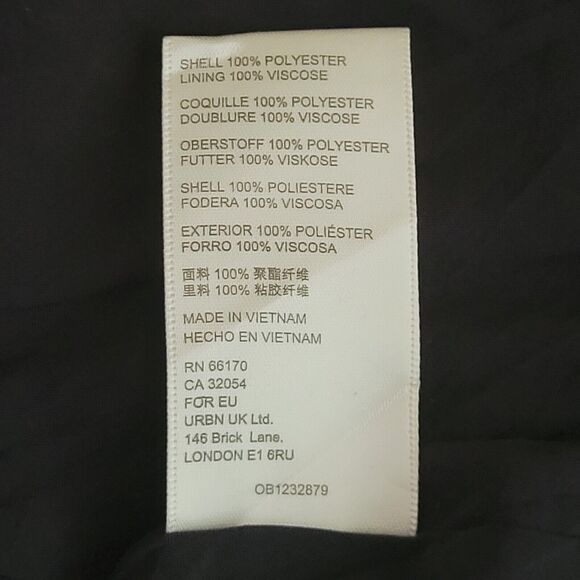 SHELL 100% POLYESTER
LINING 100% VISCOSE
COQUILLE 100% POLYESTER
DOUBLURE 100% VISCOSE
OBERSTOFF 100% POLYESTER
FUTTER 100% VISKOSE
SHELL 100% POLIESTERE
FODERA 100% VISCOSA
EXTERIOR 100% POLIÉSTER
FORRO 100% VISCOSA
面料 100% 聚酯纤维
里料 100% 粘胶纤维
MADE IN VIETNAM
HECHO EN VIETNAM
RN 66170
CA 32054
FOR EU
URBN UK Ltd.
146 Brick Lane.
LONDON E1 6RU
OB1232879